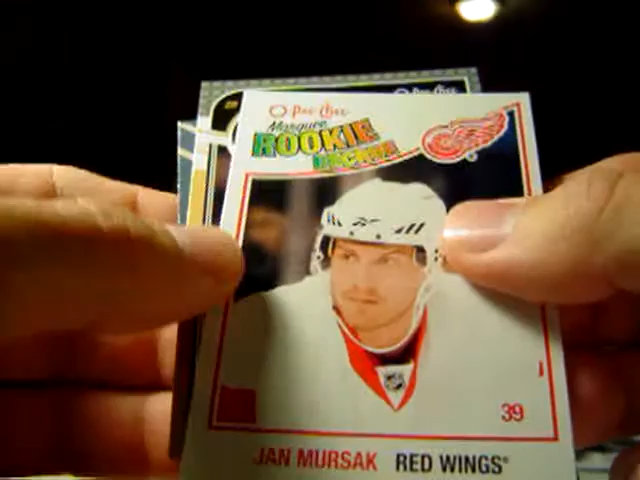 O-Pee-Chee
Marquee
ROOKIE
39
JAN MURSAK RED WINGS